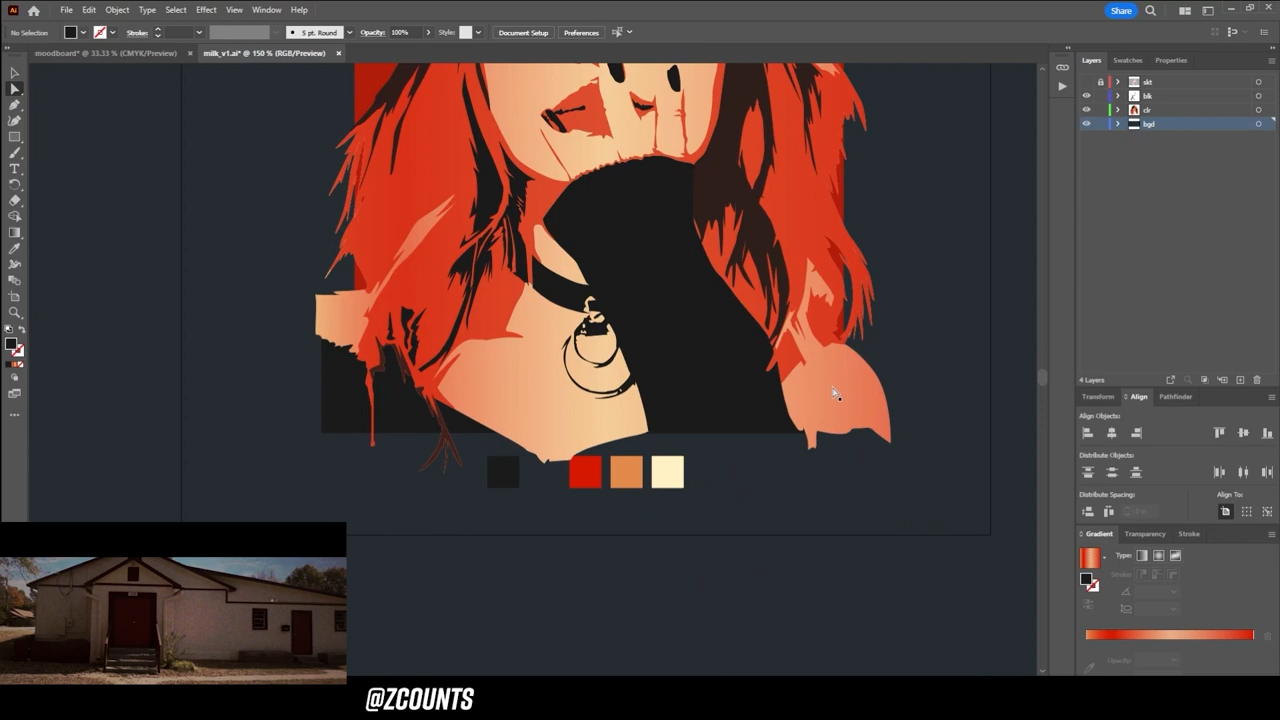 Ai File Edit Object Type Select Effect View Window Help Share
No Selection Stroke: 5 pt. Round Opacity: 100% Style: Document Setup Preferences
moodboard* @ 33.33 % (CMYK/Preview) × milk_v1.ai* @ 150 % (RGB/Preview) ×
Layers Swatches Properties
skt
blk
clr
bgd
4 Layers
Transform Align Pathfinder
Align Objects:
Distribute Objects:
Distribute Spacing: Align To:
Gradient Transparency Stroke
Type:
Stroke:
Opacity:
@ZCOUNTS